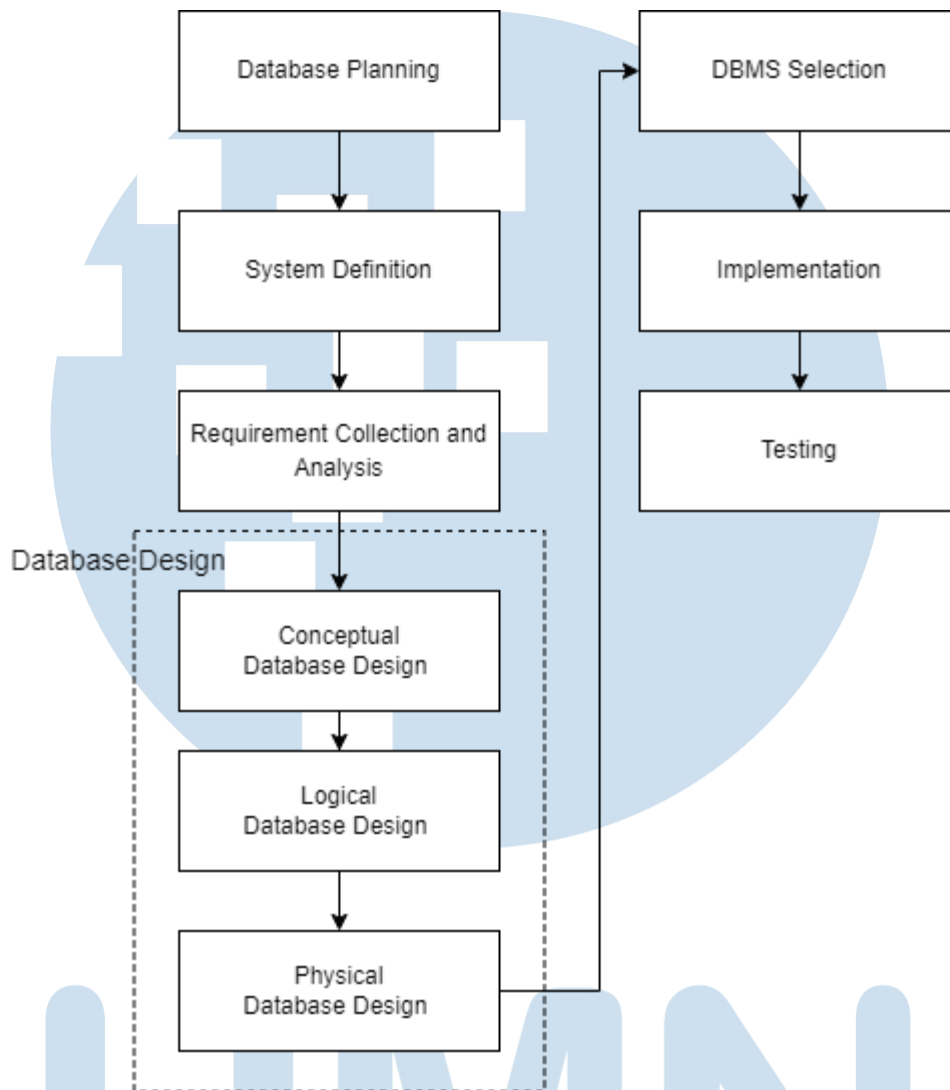 Database Planning
System Definition
Requirement Collection and
Analysis
Database Design
Conceptual
Database Design
Logical
Database Design
Physical
Database Design
DBMS Selection
Implementation
Testing